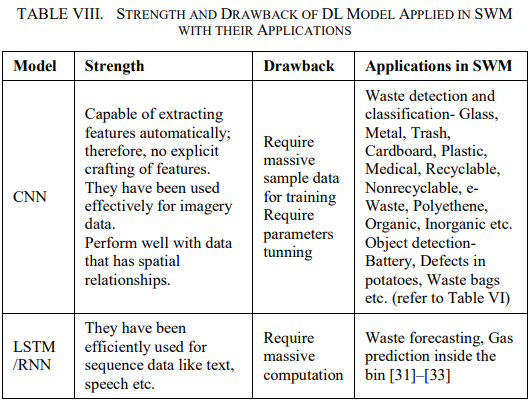 TABLE VIII. STRENGTH AND DRAWBACK OF DL MODEL APPLIED IN SWM
WITH THEIR APPLICATIONS
Model Strength Drawback Applications in SWM
CNN
Capable of extracting
features automatically;
therefore, no explicit
crafting of features.
They have been used
effectively for imagery
data.
Perform well with data
that has spatial
relationships.
Require
massive
sample data
for training
Require
parameters
tunning
Waste detection and
classification- Glass,
Metal, Trash,
Cardboard, Plastic,
Medical, Recyclable,
Nonrecyclable, e-
Waste, Polyethene,
Organic, Inorganic etc.
Object detection-
Battery, Defects in
potatoes, Waste bags
etc. (refer to Table VI)
LSTM
/RNN
They have been
efficiently used for
sequence data like text,
speech etc.
Require
massive
computation
Waste forecasting, Gas
prediction inside the
bin [31]–[33]